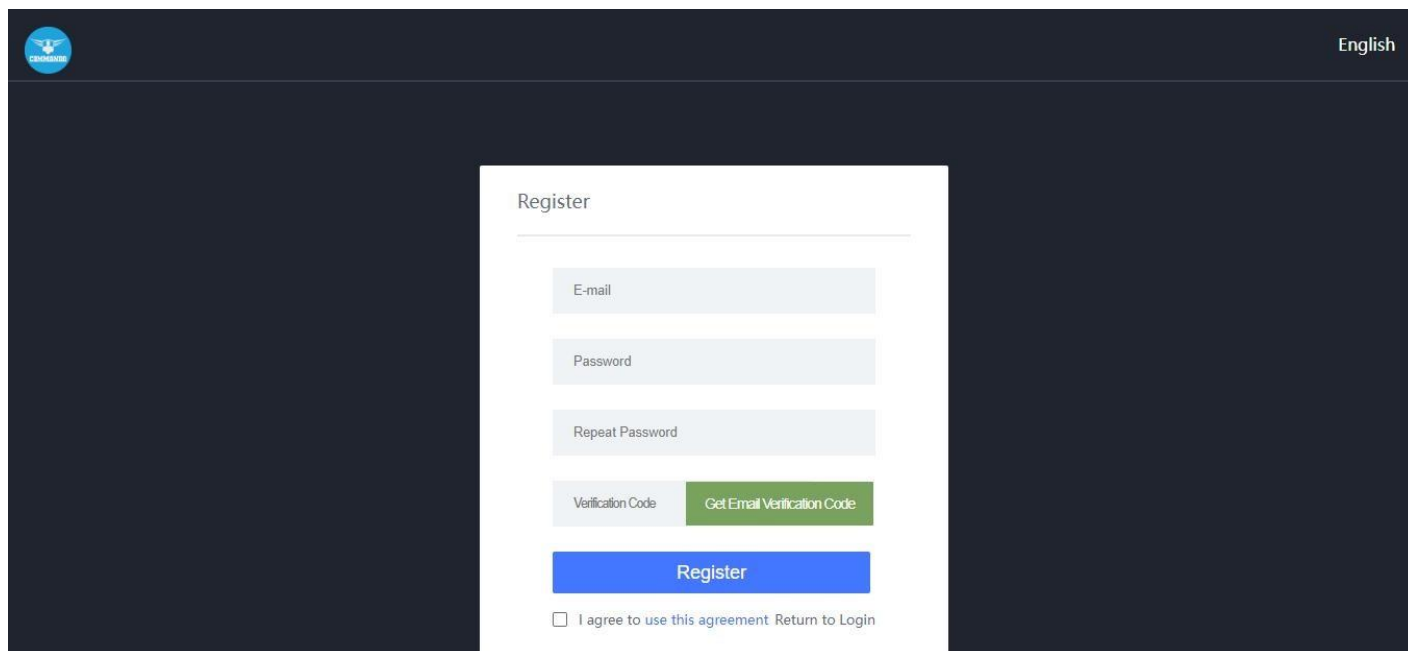 COMMANDO
English
Register
E-mail
Password
Repeat Password
Verification Code Get Email Verification Code
Register
I agree to use this agreement Return to Login